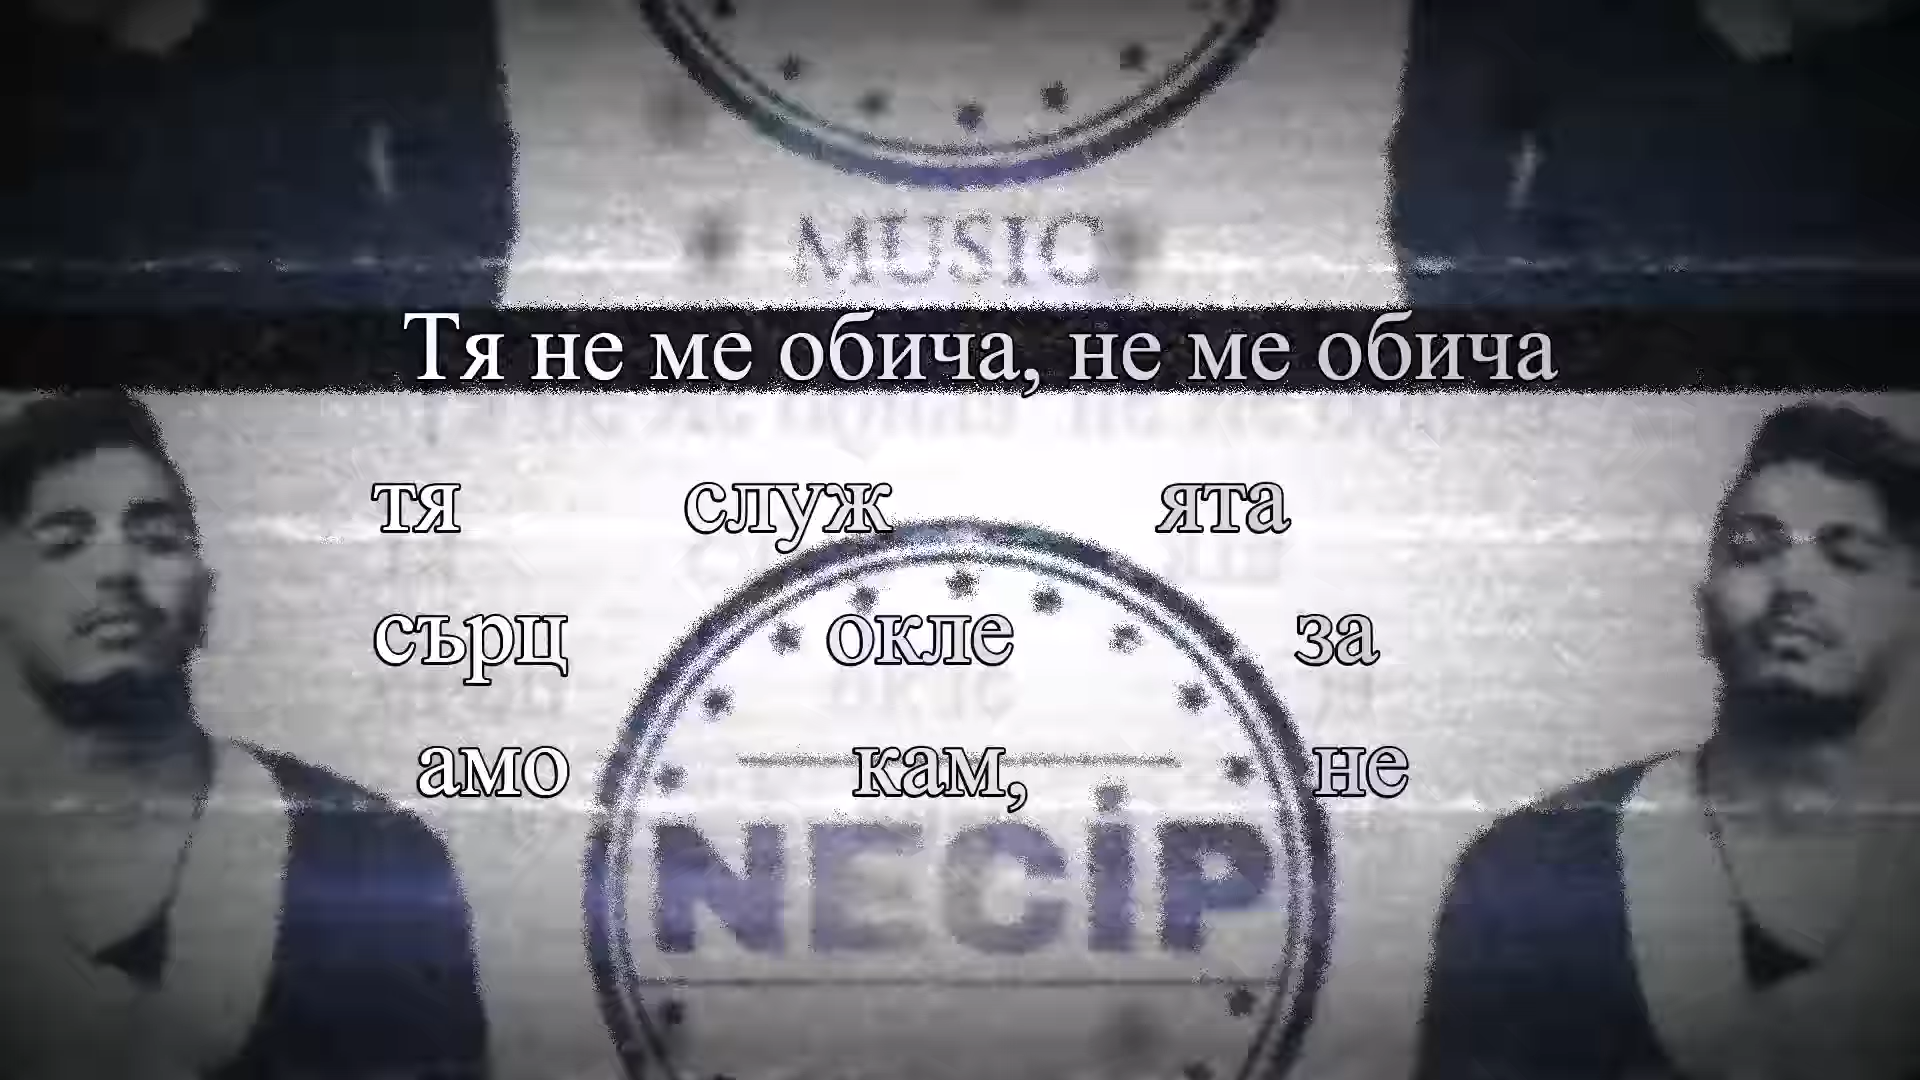 MUSIC
Тя не ме обича, не ме обича
тя служ ята
сърц окле за
амо кам, не
NECİP